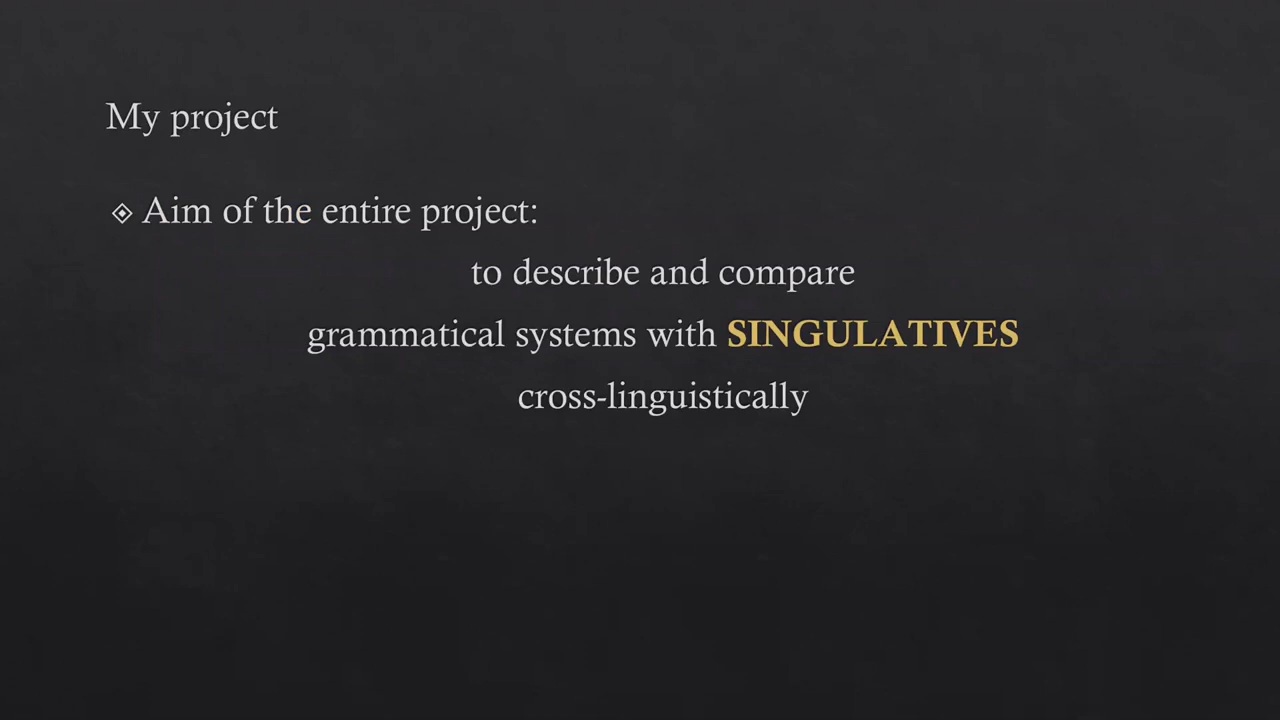 My project
Aim of the entire project:
to describe and compare
grammatical systems with SINGULATIVES
cross-linguistically